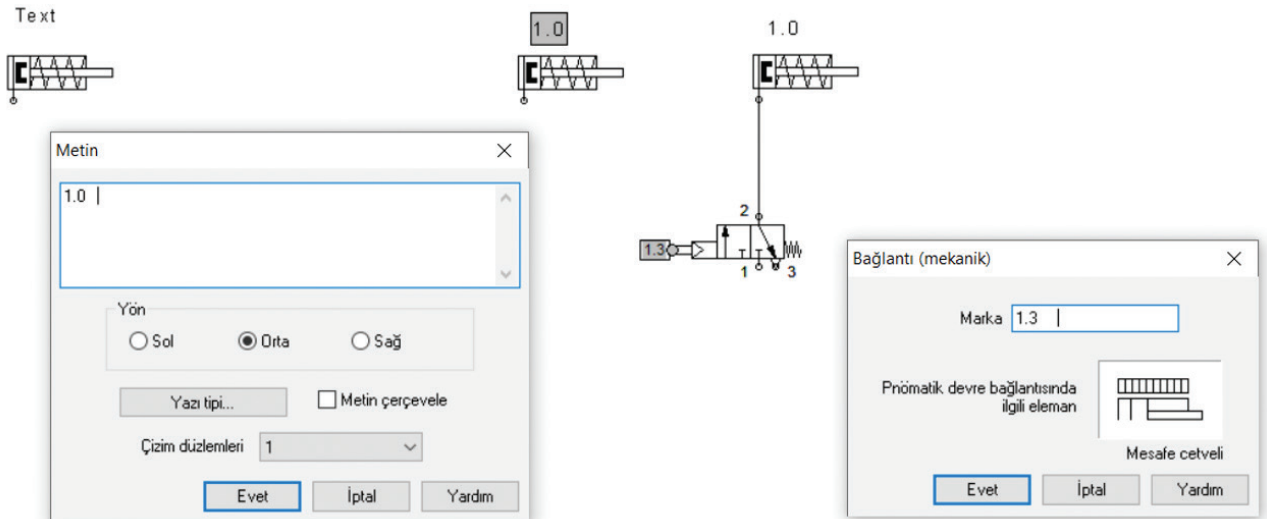 Text
1.0
1.0
Metin
1.0
Yön
Sol
Orta
Sağ
Yazı tipi...
Metin çerçevele
Çizim düzlemleri
1
Evet
İptal
Yardım
2
1.3
1
3
Bağlantı (mekanik)
Marka
1.3
Pnömatik devre bağlantısında
ilgili eleman
Mesafe cetveli
Evet
İptal
Yardım